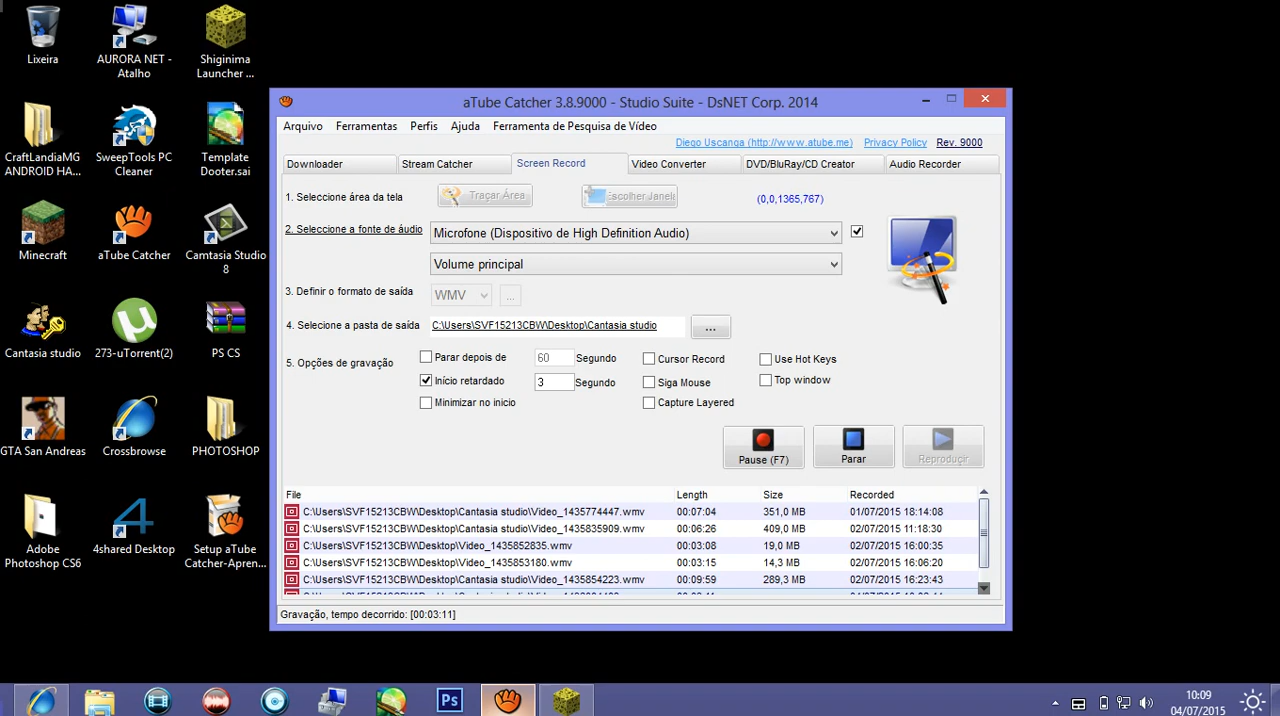 Lixeira
AURORA NET -
Atalho
Shiginima
Launcher ...
CraftLandiaMG
ANDROID HA...
SweepTools PC
Cleaner
Template
Dooter.sai
Minecraft
aTube Catcher
Camtasia Studio
8
Cantasia studio
273-uTorrent(2)
PS CS
GTA San Andreas
Crossbrowse
PHOTOSHOP
Adobe
Photoshop CS6
4shared Desktop
Setup aTube
Catcher-Apren...
aTube Catcher 3.8.9000 - Studio Suite - DsNET Corp. 2014
Arquivo Ferramentas Perfis Ajuda Ferramenta de Pesquisa de Vídeo
Diego Uscanga (http://www.atube.me) Privacy Policy Rev. 9000
Downloader Stream Catcher Screen Record Video Converter DVD/BluRay/CD Creator Audio Recorder
1. Seleccione área da tela Traçar Área Escolher Janela (0,0,1365,767)
2. Seleccione a fonte de áudio Microfone (Dispositivo de High Definition Audio)
Volume principal
3. Definir o formato de saída WMV ...
4. Selecione a pasta de saída C:\Users\SVF15213CBW\Desktop\Cantasia studio ...
5. Opções de gravação Parar depois de 60 Segundo Cursor Record Use Hot Keys
Início retardado 3 Segundo Siga Mouse Top window
Minimizar no inicio Capture Layered
Pause (F7) Parar Reproduçir
File Length Size Recorded
C:\Users\SVF15213CBW\Desktop\Cantasia studio\Video_1435774447.wmv 00:07:04 351,0 MB 01/07/2015 18:14:08
C:\Users\SVF15213CBW\Desktop\Cantasia studio\Video_1435835909.wmv 00:06:26 409,0 MB 02/07/2015 11:18:30
C:\Users\SVF15213CBW\Desktop\Video_1435852835.wmv 00:03:08 19,0 MB 02/07/2015 16:00:35
C:\Users\SVF15213CBW\Desktop\Video_1435853180.wmv 00:03:15 14,3 MB 02/07/2015 16:06:20
C:\Users\SVF15213CBW\Desktop\Cantasia studio\Video_1435854223.wmv 00:09:59 289,3 MB 02/07/2015 16:23:43
Gravação, tempo decorrido: [00:03:11]
Ps
10:09
04/07/2015